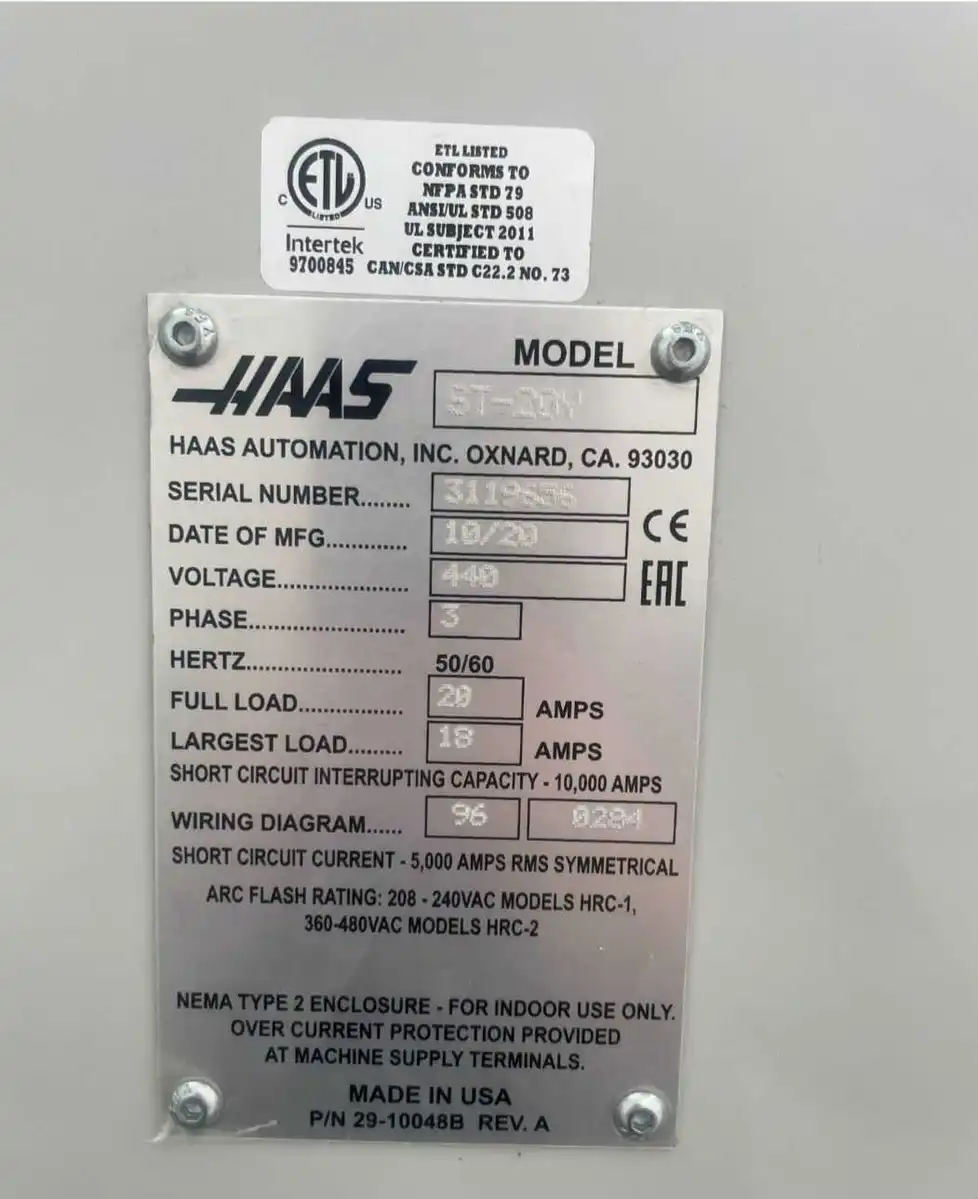 ETL LISTED
CONFORMS TO
NFPA STD 79
ANSI/UL STD 508
UL SUBJECT 2011
CERTIFIED TO
CAN/CSA STD C22.2 NO. 73
C ETL LISTED US
Intertek
9700845
MODEL
HAAS ST-20Y
HAAS AUTOMATION, INC. OXNARD, CA. 93030
SERIAL NUMBER........
DATE OF MFG............. 10/20 CE
VOLTAGE.................... 440 EAC
PHASE........................ 3
HERTZ........................ 50/60
FULL LOAD................. 20 AMPS
LARGEST LOAD......... 18 AMPS
SHORT CIRCUIT INTERRUPTING CAPACITY - 10,000 AMPS
WIRING DIAGRAM...... 96 0284
SHORT CIRCUIT CURRENT - 5,000 AMPS RMS SYMMETRICAL
ARC FLASH RATING: 208 - 240VAC MODELS HRC-1,
360-480VAC MODELS HRC-2
NEMA TYPE 2 ENCLOSURE - FOR INDOOR USE ONLY.
OVER CURRENT PROTECTION PROVIDED
AT MACHINE SUPPLY TERMINALS.
MADE IN USA
P/N 29-10048B REV. A